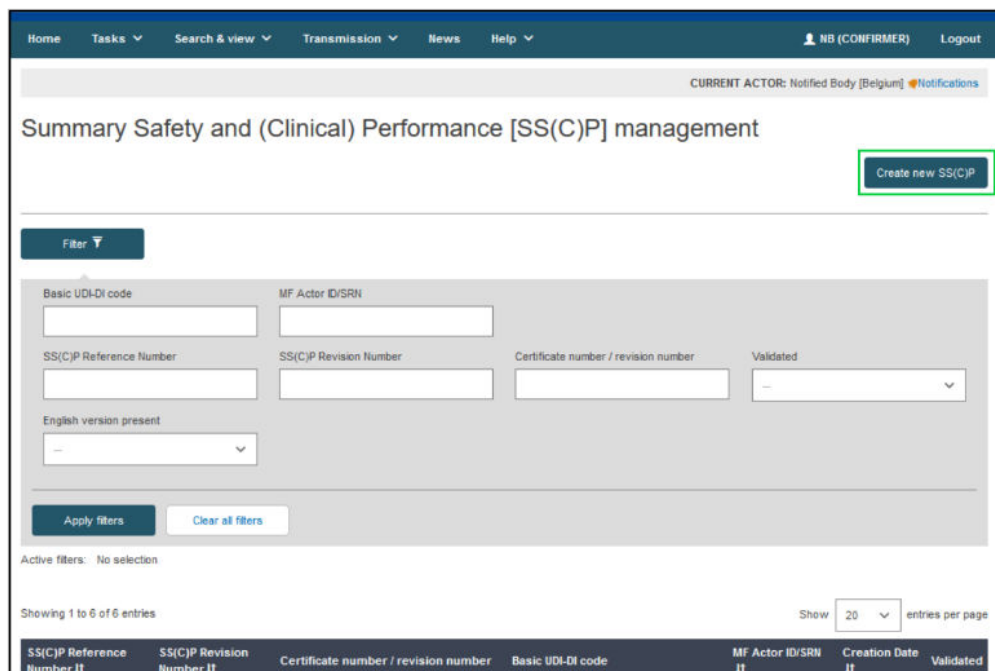 Home Tasks Search & view Transmission News Help NB (CONFIRMER) Logout
CURRENT ACTOR: Notified Body [Belgium] Notifications
Summary Safety and (Clinical) Performance [SS(C)P] management
Create new SS(C)P
Filter
Basic UDI-DI code MF Actor ID/SRN
SS(C)P Reference Number SS(C)P Revision Number Certificate number / revision number Validated
---
English version present
---
Apply filters Clear all filters
Active filters: No selection
Showing 1 to 6 of 6 entries Show 20 entries per page
SS(C)P Reference SS(C)P Revision Certificate number / revision number Basic UDI-DI code MF Actor ID/SRN Creation Date Validated
Number Number